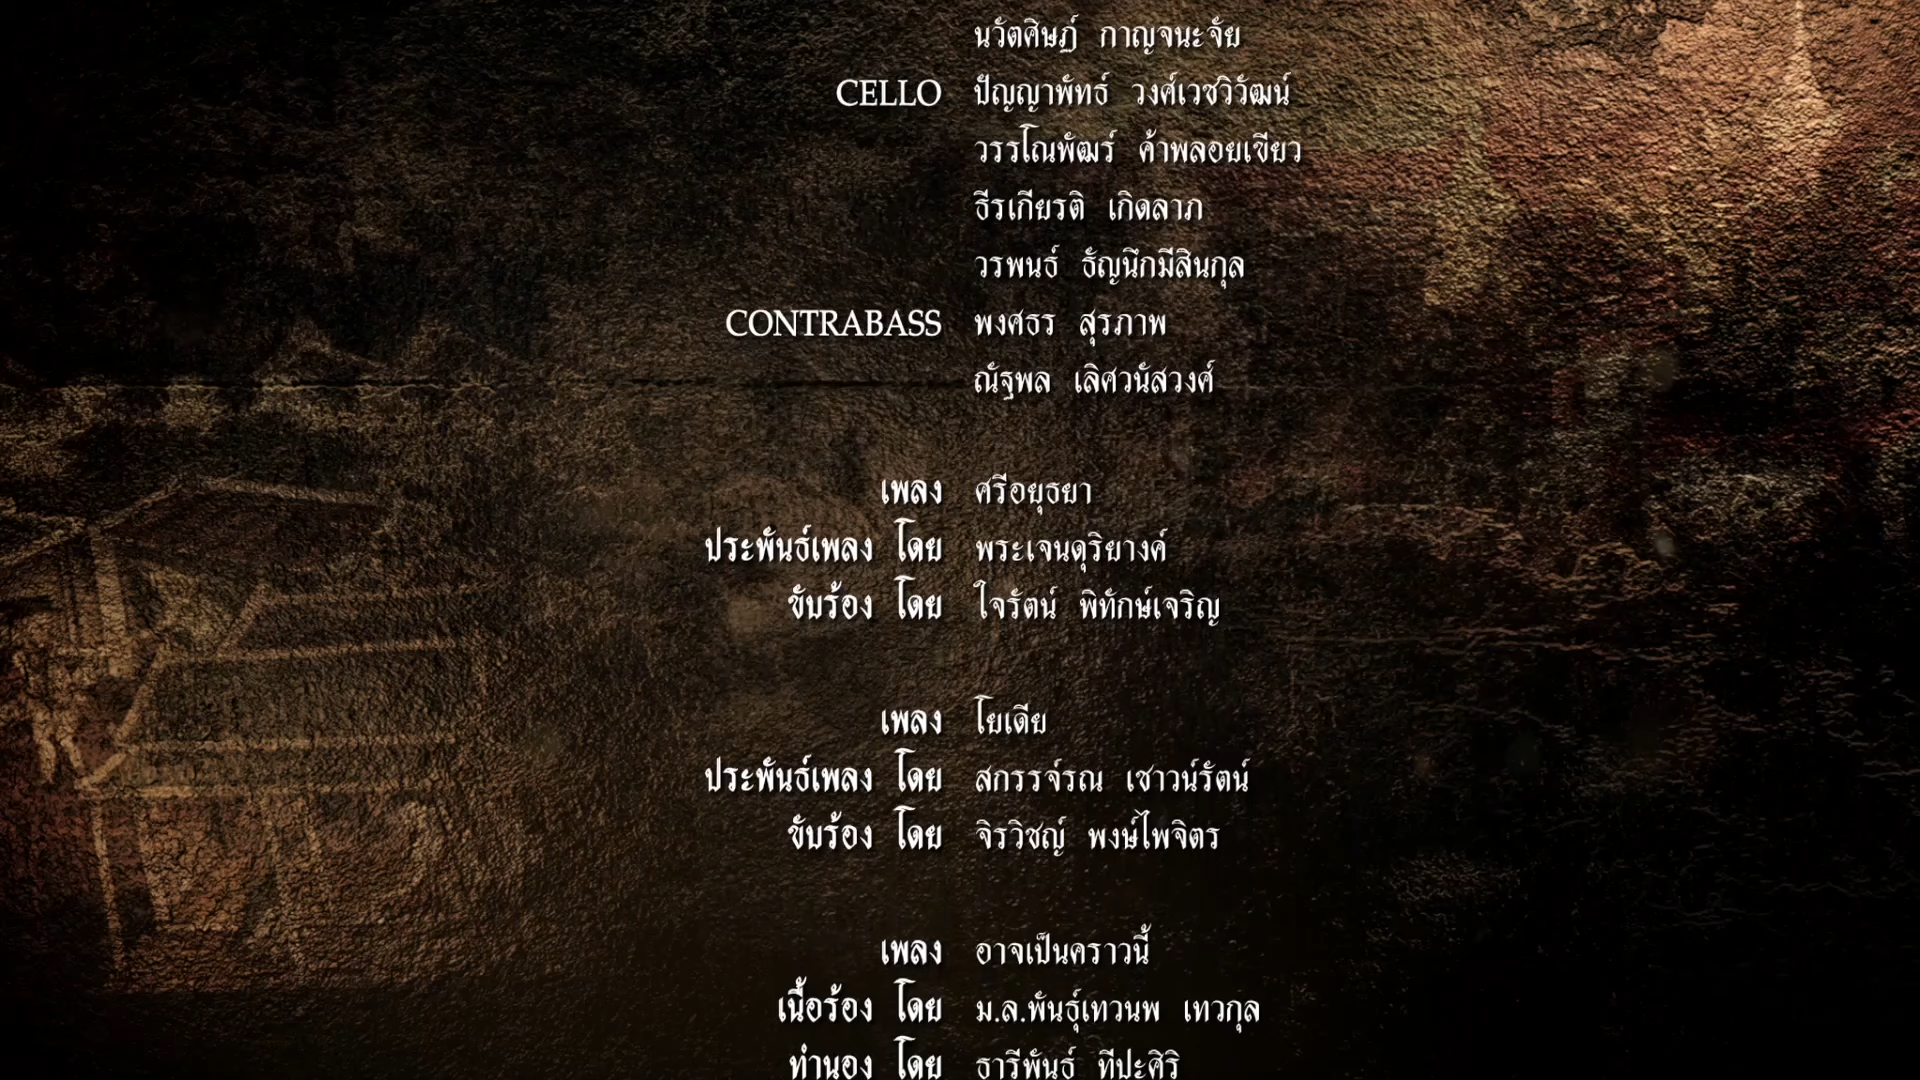 นวัตศิษฏ์ กาญจนะจัย
CELLO ปัญญาพัทธ์ วงศ์เวชวิวัฒน์
วรรโณพัฒร์ ค้าพลอยเขียว
ธีรเกียรติ เกิดลาภ
วรพนธ์ ธัญนึกมีสินกุล
CONTRABASS พงศธร สุรภาพ
ณัฐพล เลิศวนัสวงศ์
เพลง ศรีอยุธยา
ประพันธ์เพลง โดย พระเจนดุริยางค์
ขับร้อง โดย ใจรัตน์ พิทักษ์เจริญ
เพลง โยเดีย
ประพันธ์เพลง โดย สกรรจ์รณ เชาวน์รัตน์
ขับร้อง โดย จิรวิชญ์ พงษ์ไพจิตร
เพลง อาจเป็นคราวนี้
เนื้อร้อง โดย ม.ล.พันธุ์เทวนพ เทวกุล
ทำนอง โดย ธารีพันธ์ ทีปะศิริ